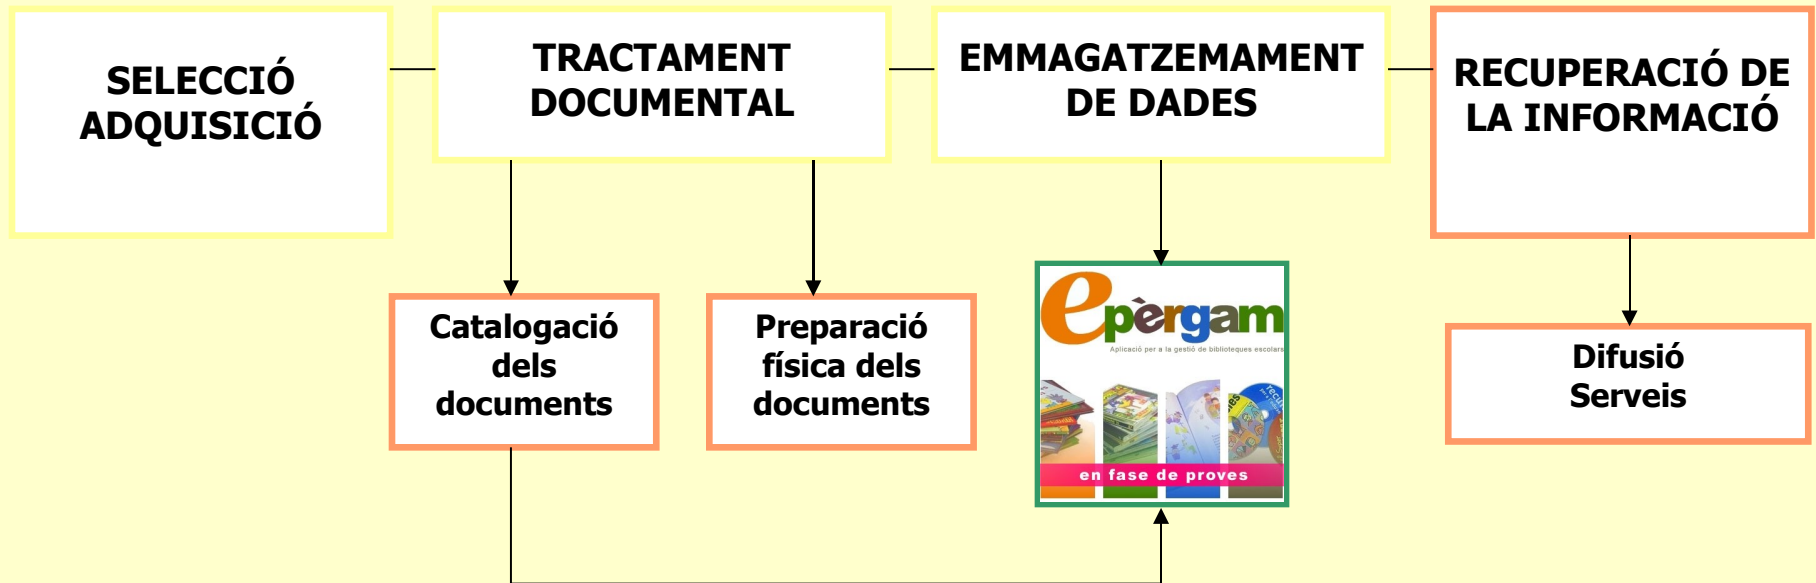 SELECCIÓ
ADQUISICIÓ
TRACTAMENT
DOCUMENTAL
EMMAGATZEMAMENT
DE DADES
RECUPERACIÓ DE
LA INFORMACIÓ
Catalogació
dels
documents
Preparació
física dels
documents
epèrgam
Aplicació per a la gestió de biblioteques escolars
en fase de proves
Difusió
Serveis